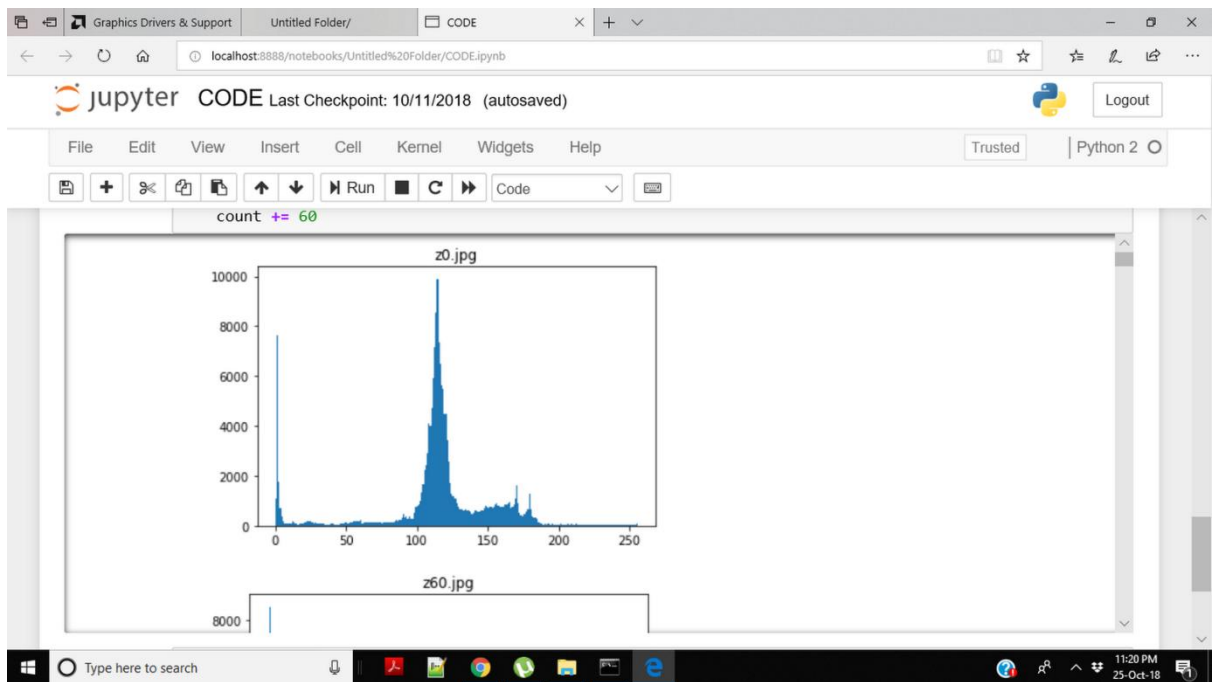 Graphics Drivers & Support Untitled Folder/ CODE
localhost:8888/notebooks/Untitled%20Folder/CODE.ipynb
jupyter CODE Last Checkpoint: 10/11/2018 (autosaved) Logout
File Edit View Insert Cell Kernel Widgets Help Trusted Python 2
Run Code
count += 60
z0.jpg
10000
8000
6000
4000
2000
0
0 50 100 150 200 250
z60.jpg
8000
Type here to search
11:20 PM
25-Oct-18
1